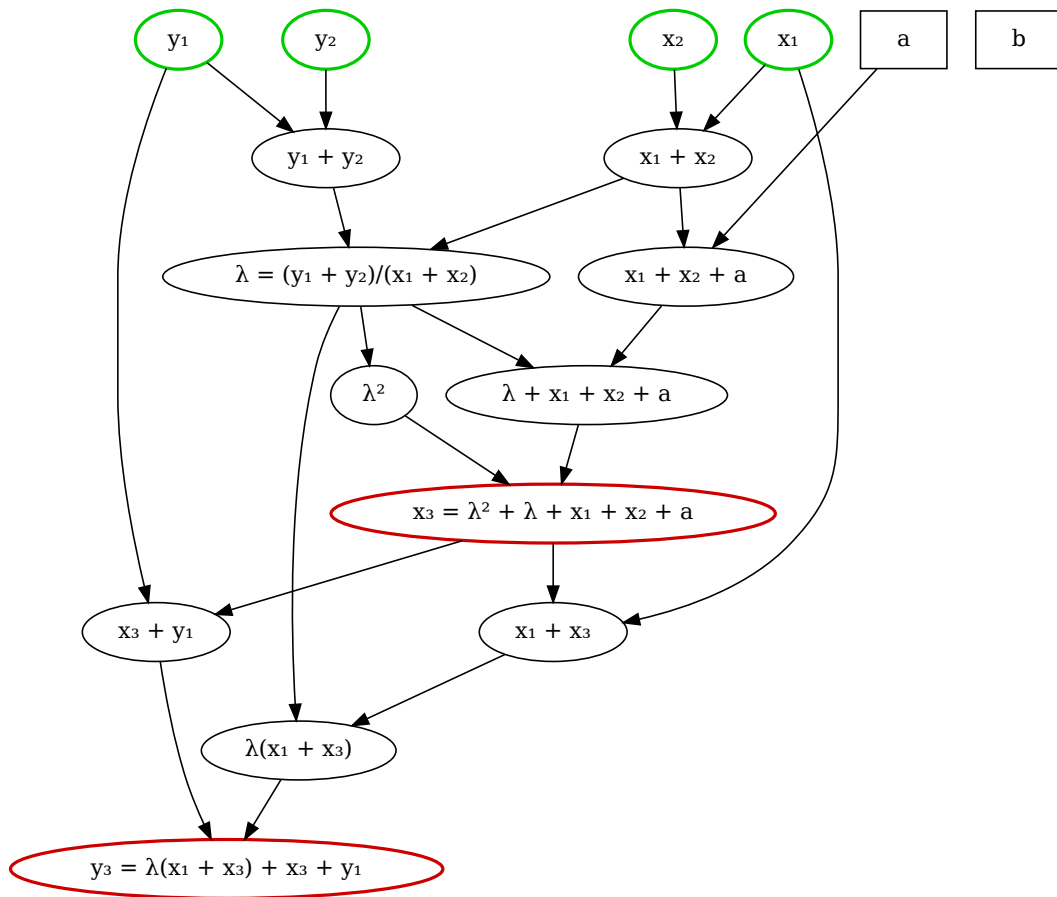 y₁
y₂
x₂
x₁
a
b
y₁ + y₂
x₁ + x₂
λ = (y₁ + y₂)/(x₁ + x₂)
x₁ + x₂ + a
λ²
λ + x₁ + x₂ + a
x₃ = λ² + λ + x₁ + x₂ + a
x₃ + y₁
x₁ + x₃
λ(x₁ + x₃)
y₃ = λ(x₁ + x₃) + x₃ + y₁